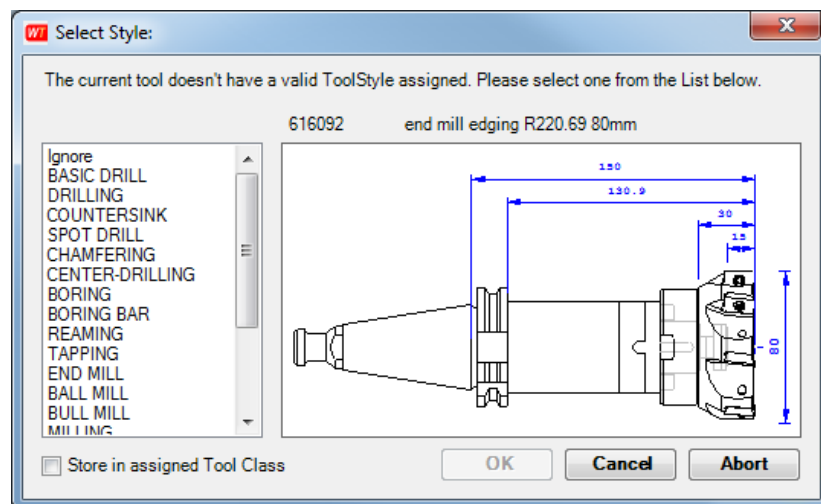 WT Select Style:
The current tool doesn't have a valid ToolStyle assigned. Please select one from the List below.
616092 end mill edging R220.69 80mm
Ignore
BASIC DRILL
DRILLING
COUNTERSINK
SPOT DRILL
CHAMFERING
CENTER-DRILLING
BORING
BORING BAR
REAMING
TAPPING
END MILL
BALL MILL
BULL MILL
MILLING
150
130.9
30
15
80
Store in assigned Tool Class
OK
Cancel
Abort